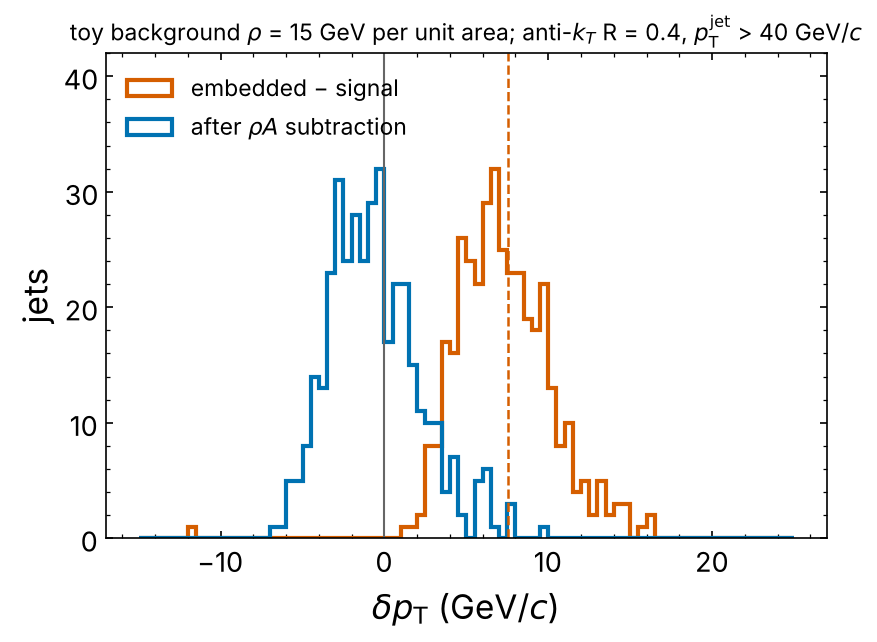 toy background ρ = 15 GeV per unit area; anti-k_T R = 0.4, p_T^jet > 40 GeV/c
embedded − signal
after ρA subtraction
jets
40
30
20
10
0
−10 0 10 20
δp_T (GeV/c)